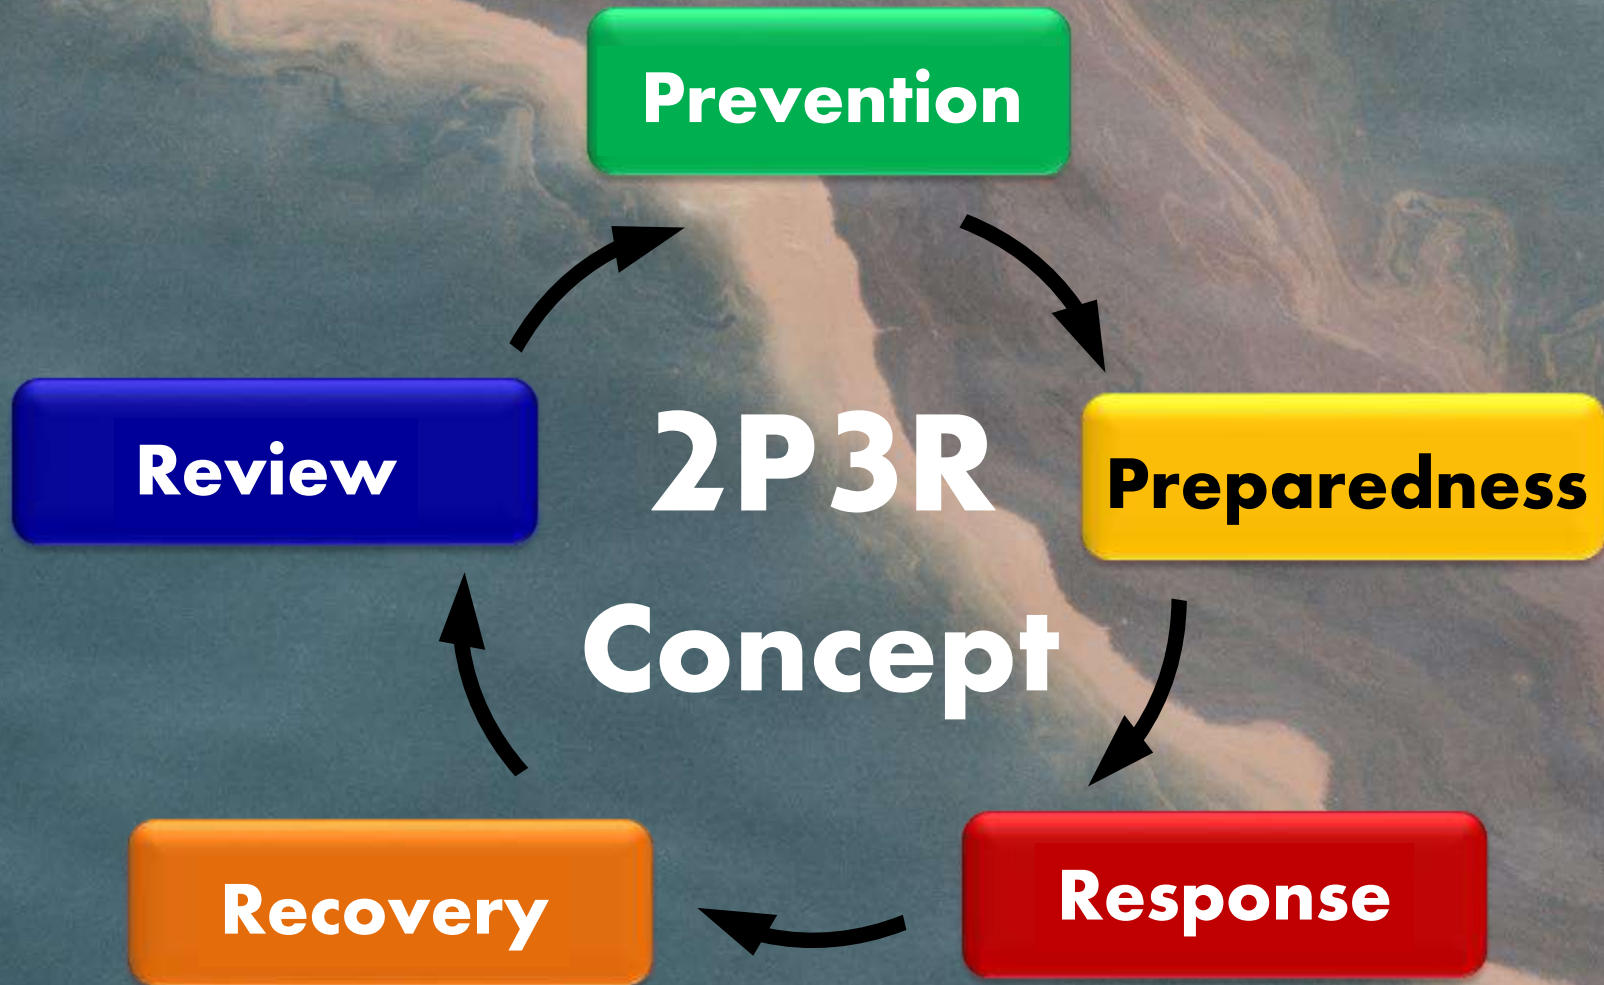 Prevention
Preparedness
Response
Recovery
Review
2P3R
Concept